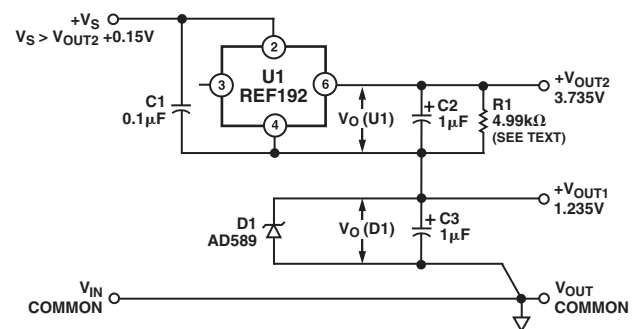 +VS
VS > VOUT2 +0.15V
C1
0.1µF
2
3
U1
REF192
6
4
VO (U1)
+
C2
1µF
R1
4.99kΩ
(SEE TEXT)
+VOUT2
3.735V
D1
AD589
VO (D1)
+
C3
1µF
+VOUT1
1.235V
VIN
COMMON
VOUT
COMMON